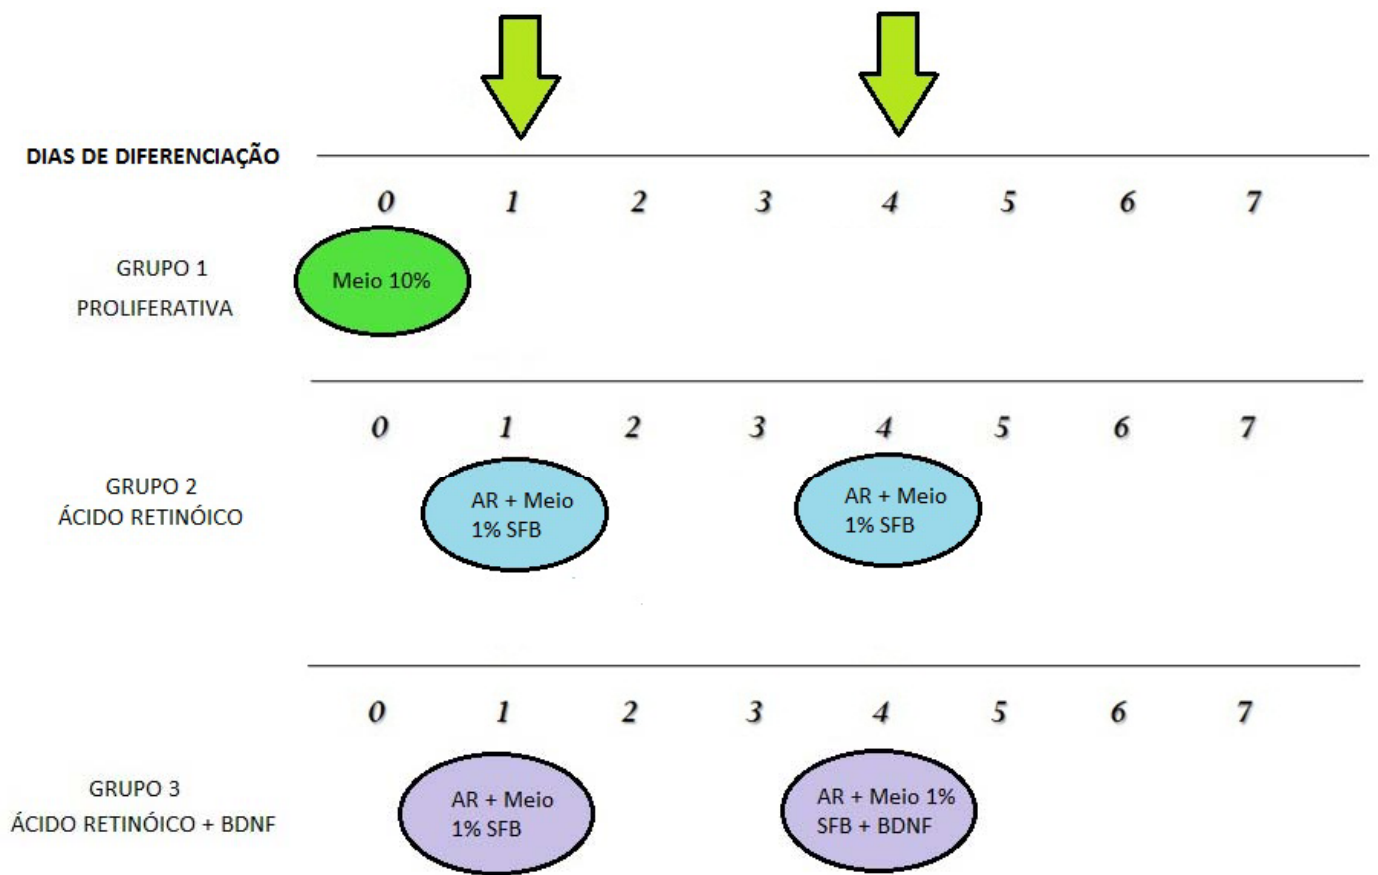 DIAS DE DIFERENCIAÇÃO
0 1 2 3 4 5 6 7
GRUPO 1
PROLIFERATIVA
Meio 10%
0 1 2 3 4 5 6 7
GRUPO 2
ÁCIDO RETINÓICO
AR + Meio
1% SFB
AR + Meio
1% SFB
0 1 2 3 4 5 6 7
GRUPO 3
ÁCIDO RETINÓICO + BDNF
AR + Meio
1% SFB
AR + Meio 1%
SFB + BDNF